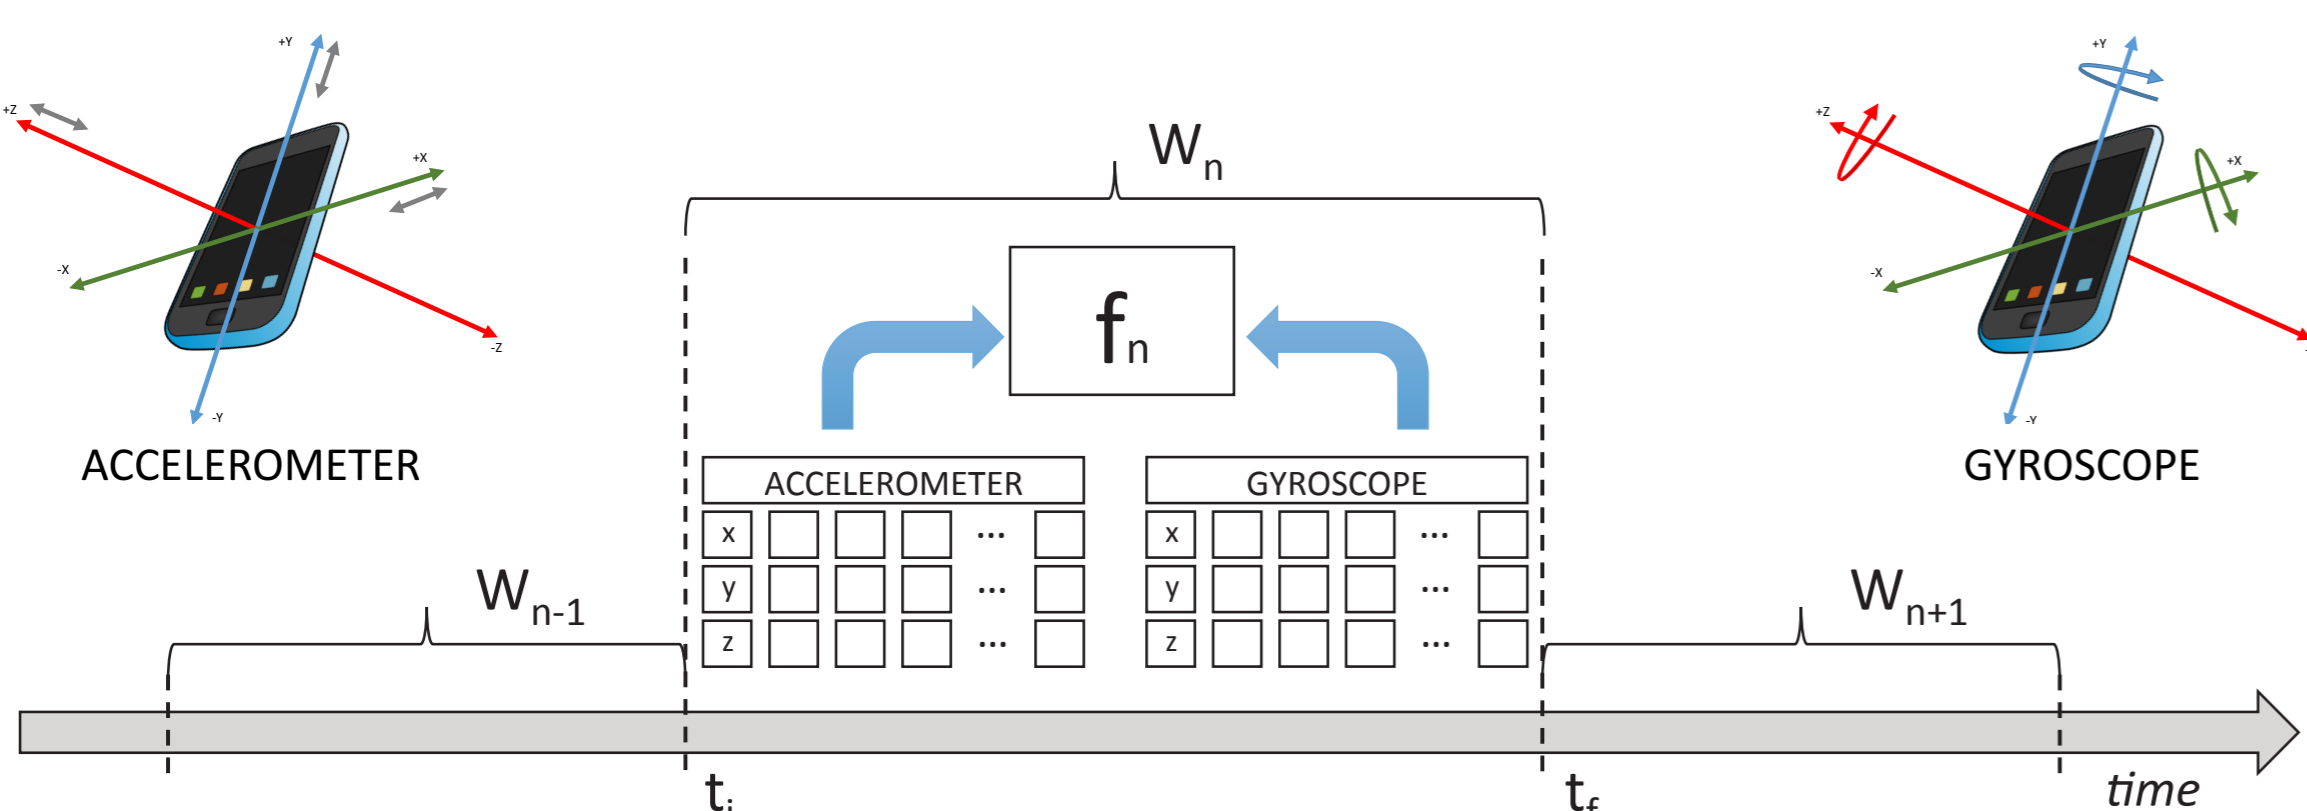 +Y
+Z
+X
-X
-Z
-Y
ACCELEROMETER
W
n
f
n
ACCELEROMETER
x ...
y ...
z ...
GYROSCOPE
x ...
y ...
z ...
+Y
+Z
+X
-X
-Y
GYROSCOPE
W
n-1
W
n+1
t
i
t
f
time